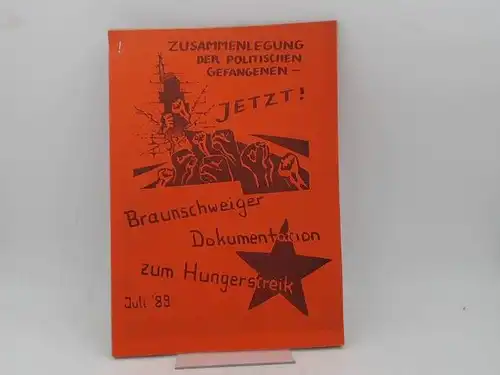 ZUSAMMENLEGUNG
DER POLITISCHEN
GEFANGENEN –
JETZT!
Braunschweiger
Dokumentation
zum Hungerstreik
Juli '89